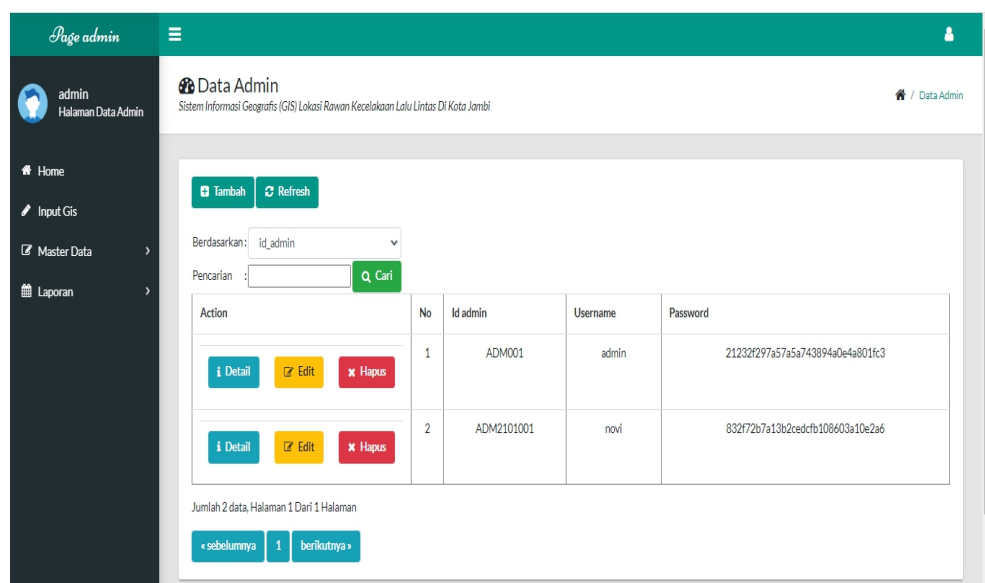 Page admin
admin
Halaman Data Admin
Home
Input Gis
Master Data
Laporan
Data Admin
Sistem Informasi Geografis (GIS) Lokasi Rawan Kecelakaan Lalu Lintas Di Kota Jambi
/ Data Admin
Tambah Refresh
Berdasarkan : id_admin
Pencarian : Cari
Action No Id admin Username Password
Detail Edit Hapus 1 ADM001 admin 21232f297a57a5a743894a0e4a801fc3
Detail Edit Hapus 2 ADM2101001 novi 832f72b7a13b2cedcfb108603a10e2a6
Jumlah 2 data, Halaman 1 Dari 1 Halaman
« sebelumnya 1 berikutnya »